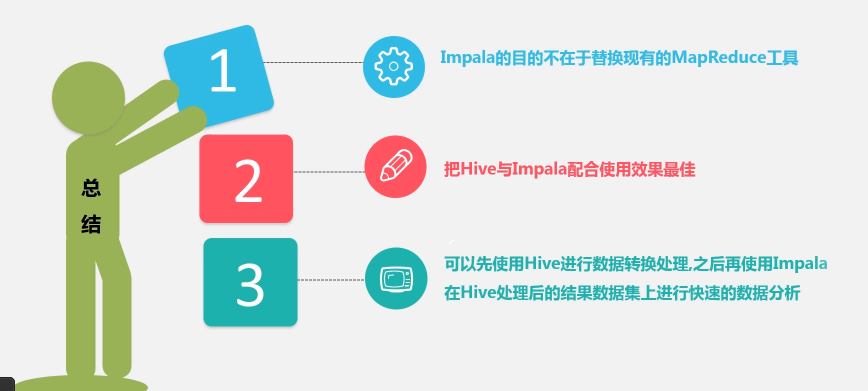 总
结
1
Impala的目的不在于替换现有的MapReduce工具
2
把Hive与Impala配合使用效果最佳
3
可以先使用Hive进行数据转换处理,之后再使用Impala
在Hive处理后的结果数据集上进行快速的数据分析